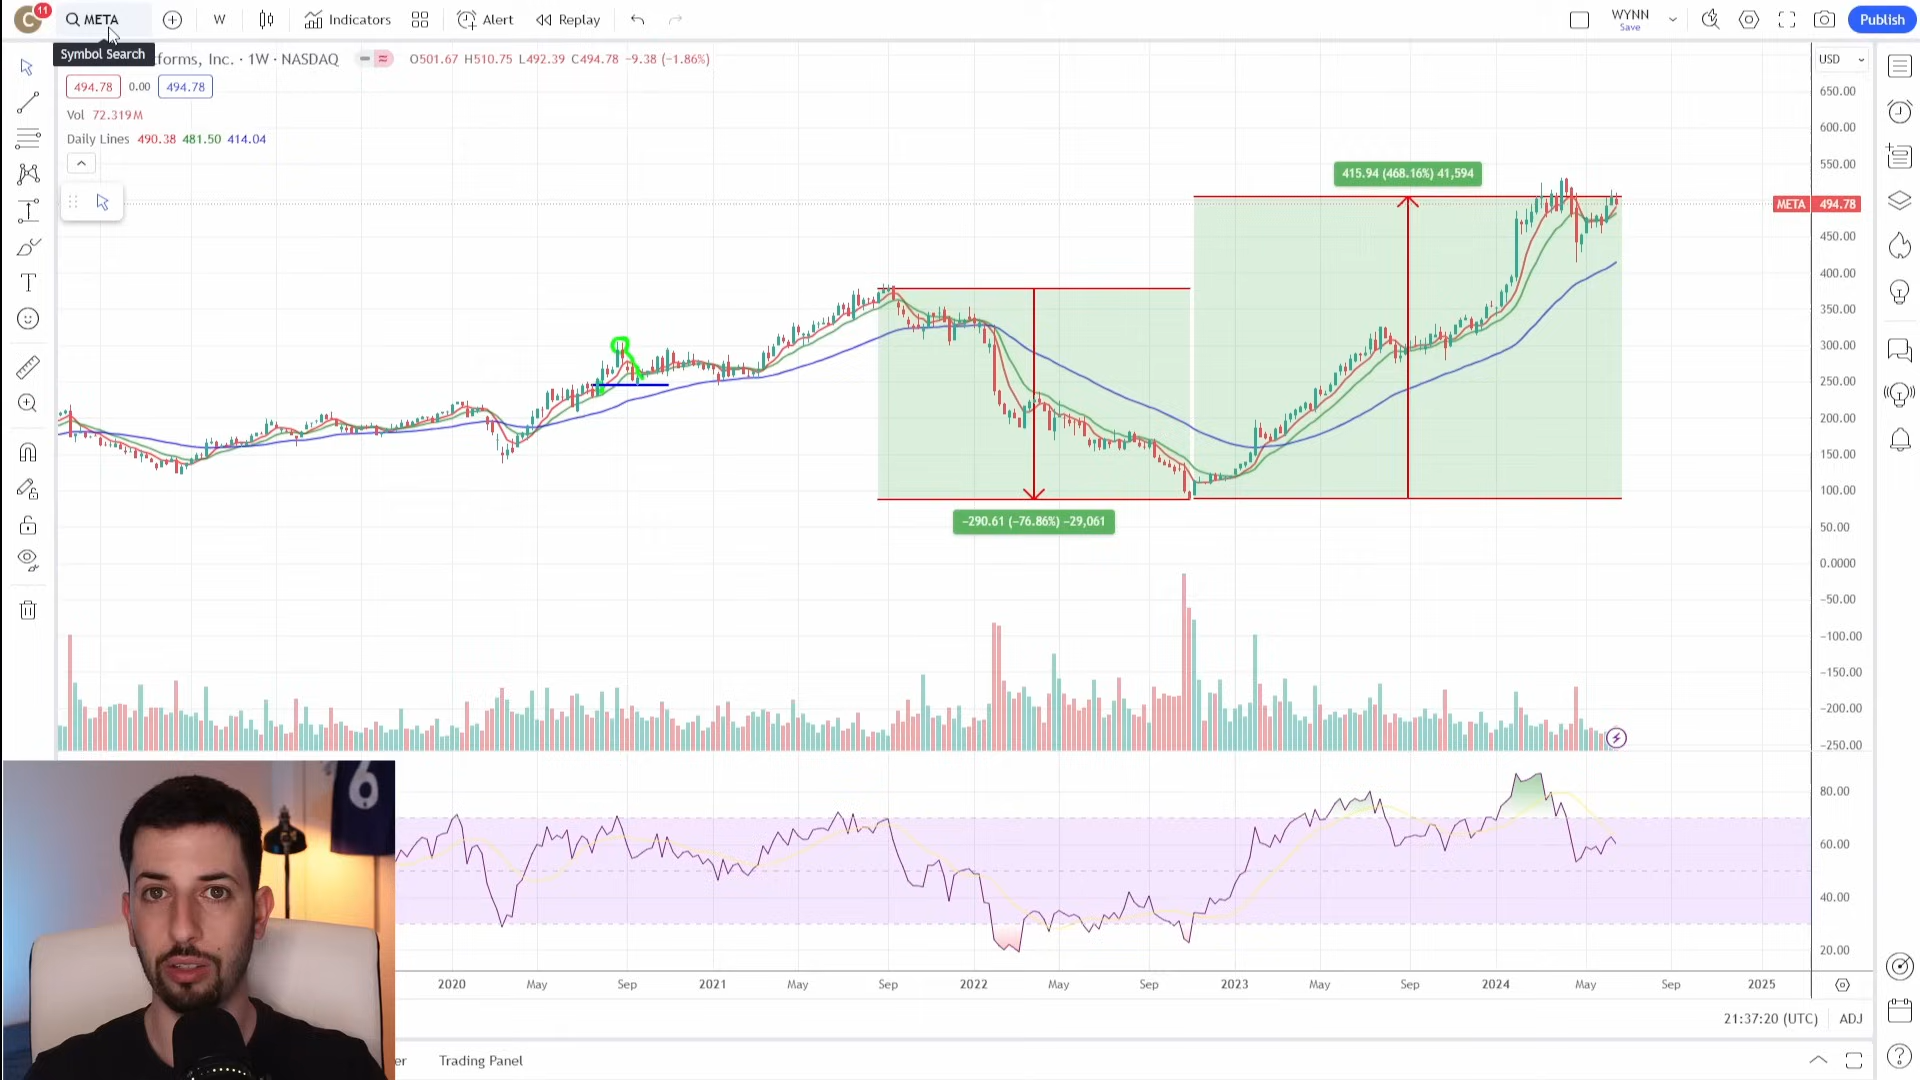 C
11
META
W
Indicators
Alert
Replay
WYNN
Save
Publish
Symbol Search
tforms, Inc. · 1W · NASDAQ
O501.67 H510.75 L492.39 C494.78 −9.38 (−1.86%)
USD
494.78
0.00
494.78
Vol 72.319M
Daily Lines 490.38 481.50 414.04
650.00
600.00
550.00
415.94 (468.16%) 41,594
META 494.78
450.00
400.00
350.00
300.00
250.00
200.00
150.00
100.00
−290.61 (−76.86%) −29,061
50.00
0.0000
−50.00
−100.00
−150.00
−200.00
−250.00
6
80.00
60.00
40.00
20.00
2020
May
Sep
2021
May
Sep
2022
May
Sep
2023
May
Sep
2024
May
Sep
2025
21:37:20 (UTC)
ADJ
er
Trading Panel